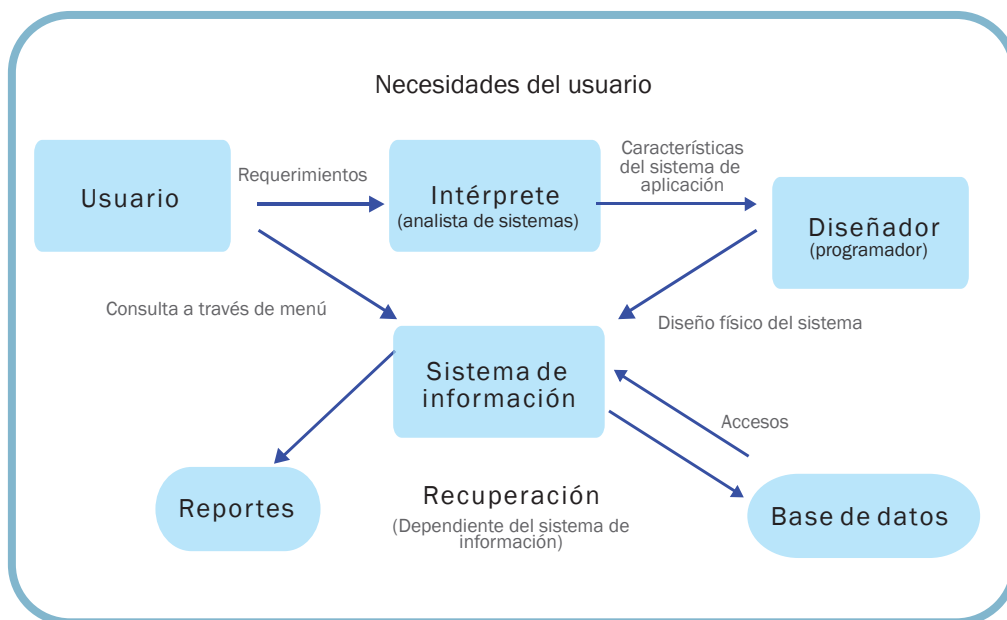 Necesidades del usuario
Usuario
Requerimientos
Intérprete
(analista de sistemas)
Características
del sistema de
aplicación
Diseñador
(programador)
Consulta a través de menú
Diseño físico del sistema
Sistema de
información
Accesos
Reportes
Recuperación
(Dependiente del sistema de
información)
Base de datos